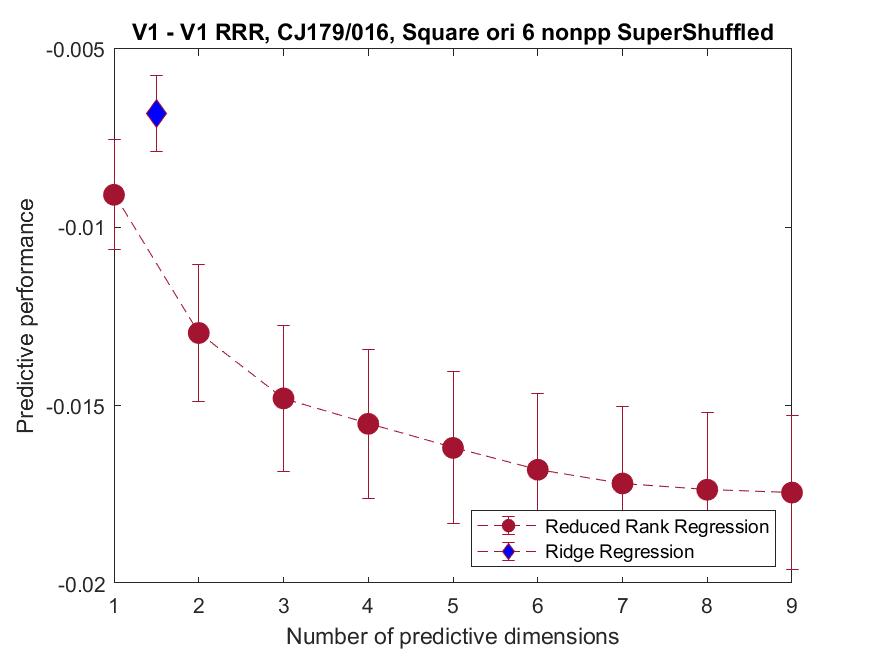 V1 - V1 RRR, CJ179/016, Square ori 6 nonpp SuperShuffled
-0.005
-0.01
-0.015
-0.02
Predictive performance
Reduced Rank Regression
Ridge Regression
1 2 3 4 5 6 7 8 9
Number of predictive dimensions